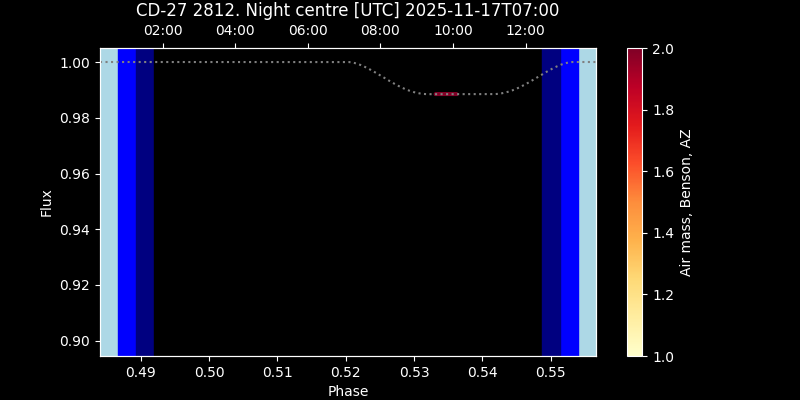 CD-27 2812. Night centre [UTC] 2025-11-17T07:00
02:00 04:00 06:00 08:00 10:00 12:00
1.00
0.98
0.96
0.94
0.92
0.90
Flux
0.49 0.50 0.51 0.52 0.53 0.54 0.55
Phase
2.0
1.8
1.6
1.4
1.2
1.0
Air mass, Benson, AZ